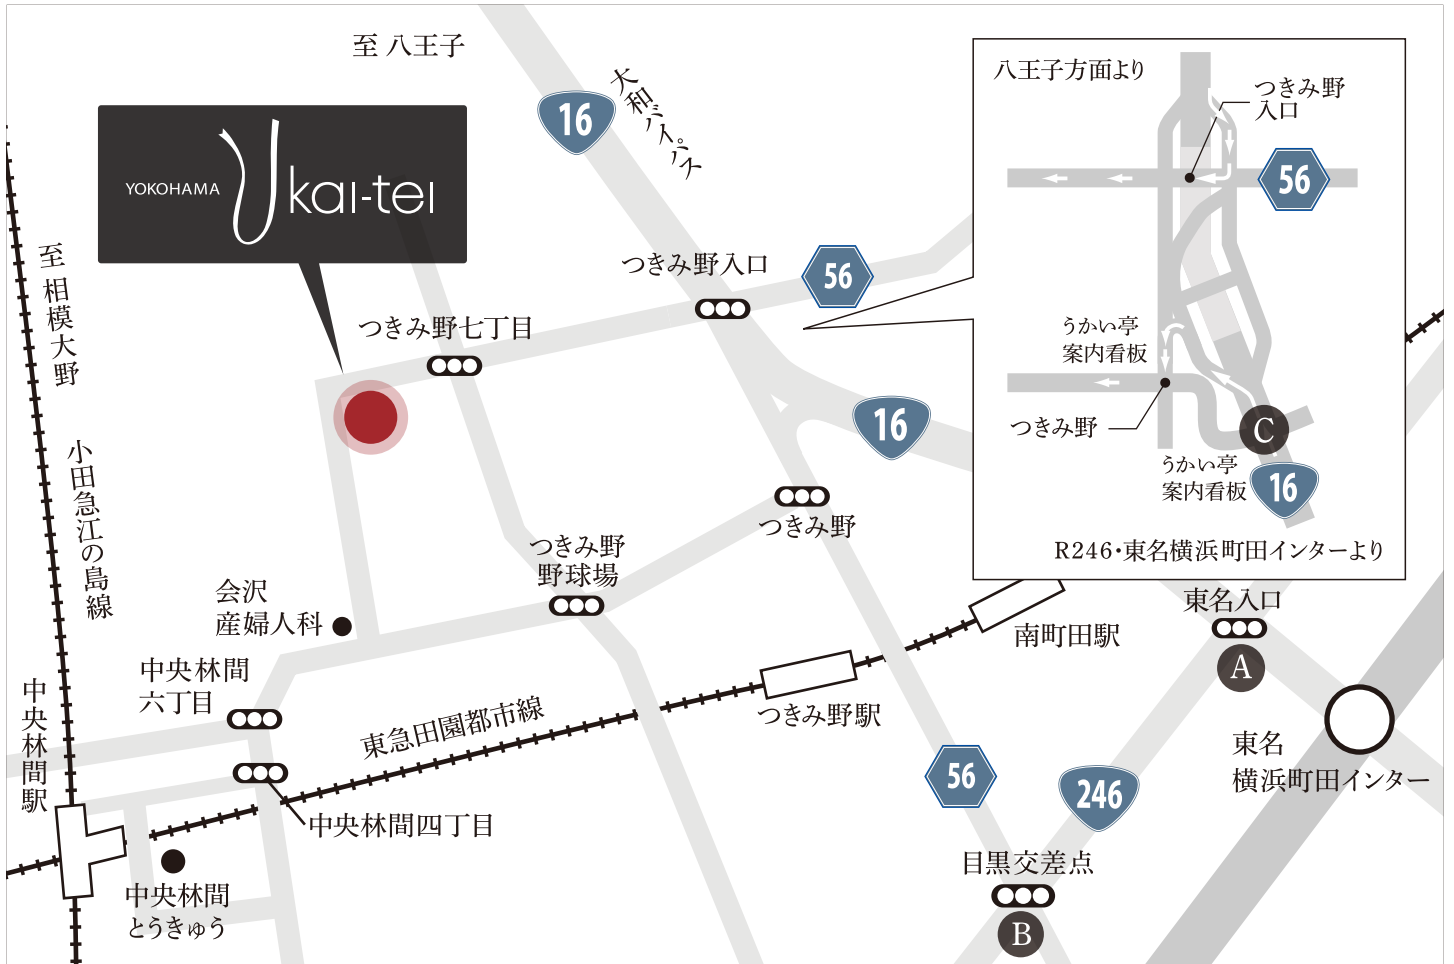 至 八王子
16
大和バイパス
YOKOHAMA Ukai-tei
至 相模大野
小田急江の島線
つきみ野七丁目
つきみ野入口
56
16
つきみ野
つきみ野
野球場
会沢
産婦人科
中央林間
六丁目
中央林間駅
東急田園都市線
中央林間四丁目
中央林間
とうきゅう
つきみ野駅
南町田駅
56
246
目黒交差点
B
東名入口
A
東名
横浜町田インター
八王子方面より
つきみ野
入口
56
うかい亭
案内看板
つきみ野
C
うかい亭
案内看板
16
R246・東名横浜町田インターより